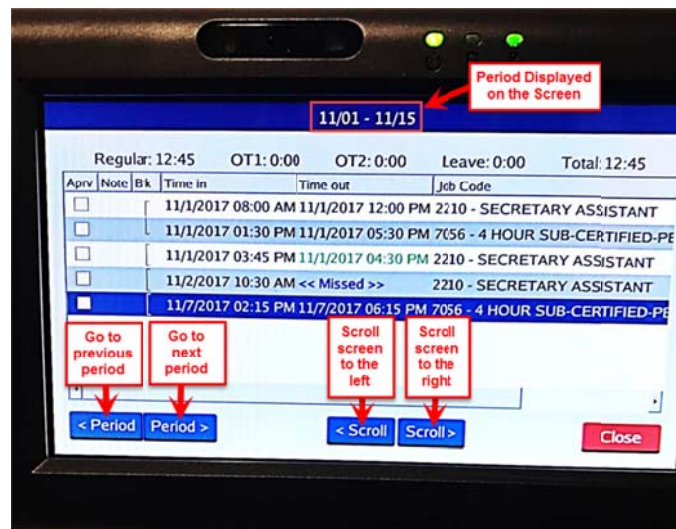 Period Displayed
on the Screen
11/01 - 11/15
Regular: 12:45 OT1: 0:00 OT2: 0:00 Leave: 0:00 Total: 12:45
Aprv Note Bk Time in Time out Job Code
11/1/2017 08:00 AM 11/1/2017 12:00 PM 2210 - SECRETARY ASSISTANT
11/1/2017 01:30 PM 11/1/2017 05:30 PM 7056 - 4 HOUR SUB-CERTIFIED-PE
11/1/2017 03:45 PM 11/1/2017 04:30 PM 2210 - SECRETARY ASSISTANT
11/2/2017 10:30 AM << Missed >> 2210 - SECRETARY ASSISTANT
11/7/2017 02:15 PM 11/7/2017 06:15 PM 7056 - 4 HOUR SUB-CERTIFIED-PE
Go to
previous
period
Go to
next
period
Scroll
screen
to the
left
Scroll
screen
to the
right
< Period Period > < Scroll Scroll > Close